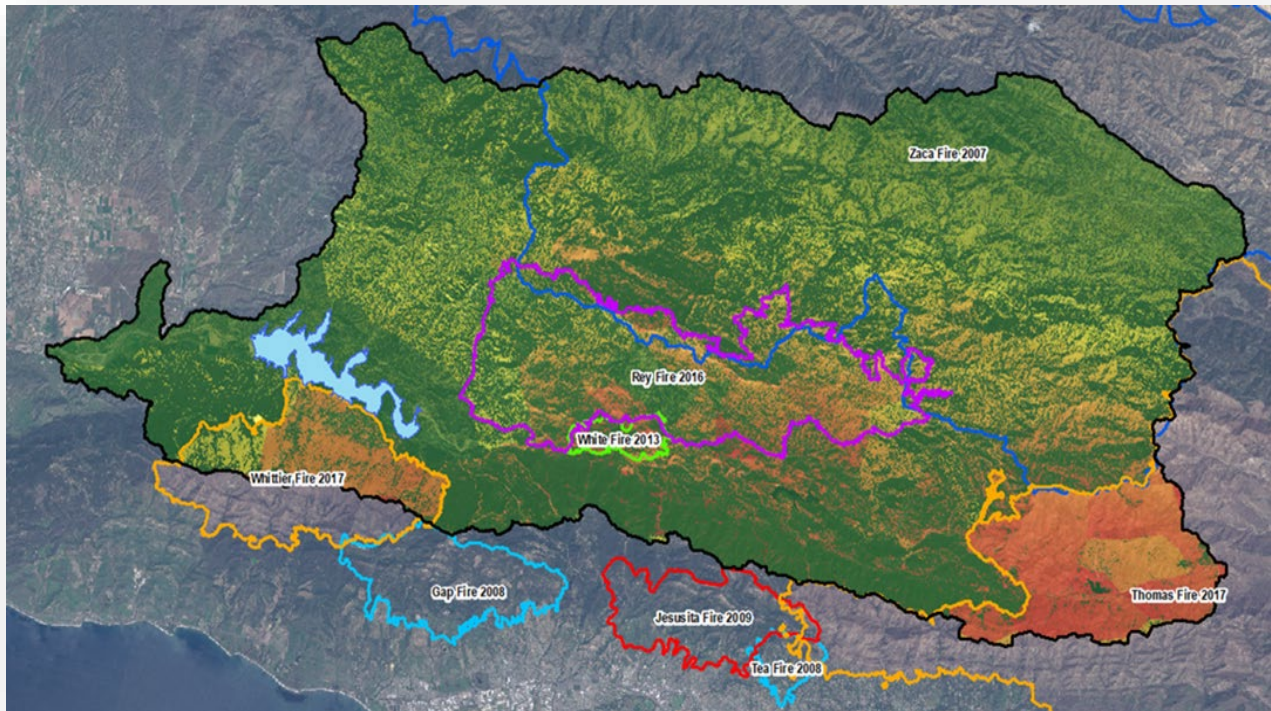 Zaca Fire 2007
Rey Fire 2016
White Fire 2013
Whittier Fire 2017
Gap Fire 2008
Thomas Fire 2017
Jesusita Fire 2009
Tea Fire 2008